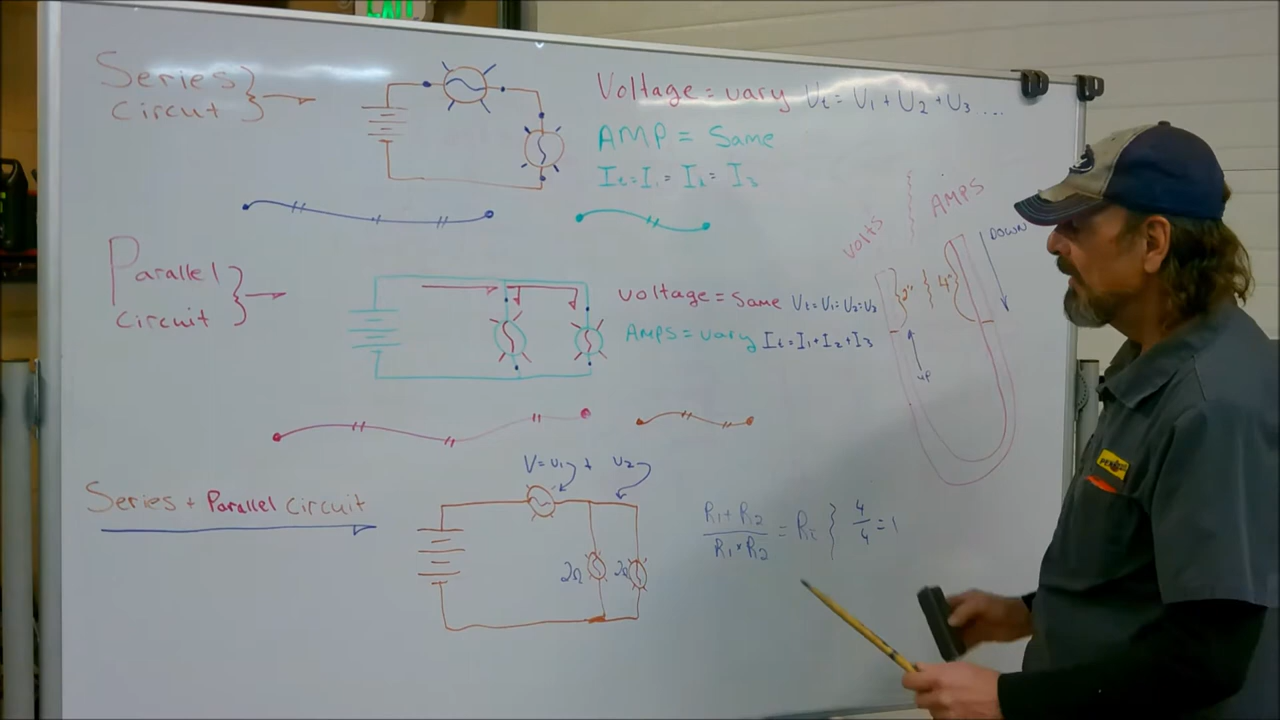 Series
Circut
Voltage = vary Vt = V1 + V2 + V3 ...
AMP = Same
It = I1 = I2 = I3
VOLTS
AMPS
DOWN
2"
4"
UP
Parallel
circuit
Voltage = Same Vt = V1 = V2 = V3
AMPS = vary It = I1 + I2 + I3
V = V1 + V2
Series + Parallel Circuit
2Ω 2Ω
R1 + R2
R1 × R2
= Rt
4
4
= 1